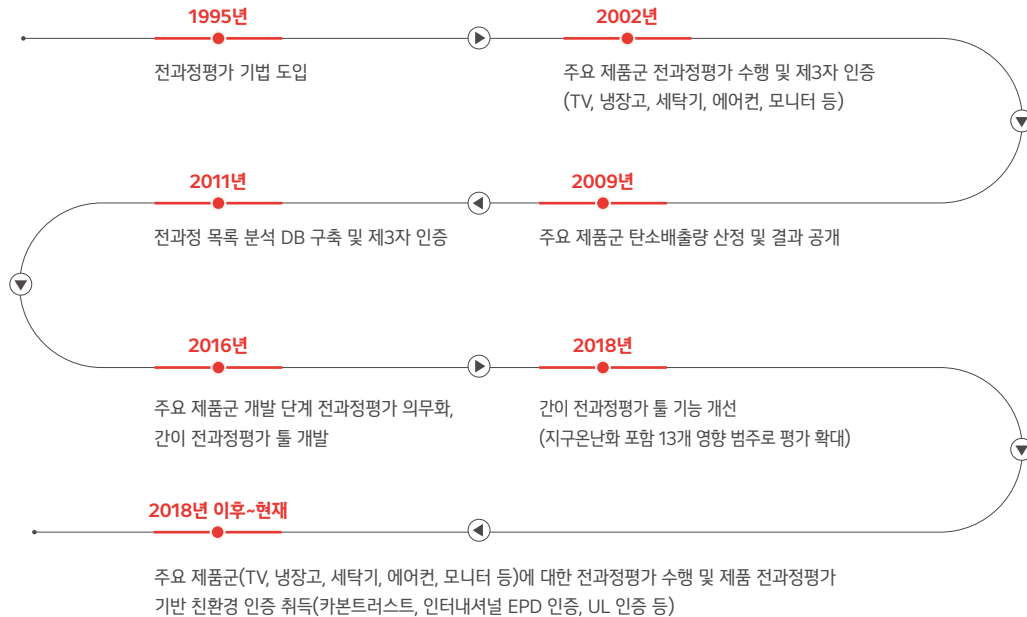 1995년
전과정평가 기법 도입
2002년
주요 제품군 전과정평가 수행 및 제3자 인증
(TV, 냉장고, 세탁기, 에어컨, 모니터 등)
2009년
주요 제품군 탄소배출량 산정 및 결과 공개
2011년
전과정 목록 분석 DB 구축 및 제3자 인증
2016년
주요 제품군 개발 단계 전과정평가 의무화,
간이 전과정평가 툴 개발
2018년
간이 전과정평가 툴 기능 개선
(지구온난화 포함 13개 영향 범주로 평가 확대)
2018년 이후~현재
주요 제품군(TV, 냉장고, 세탁기, 에어컨, 모니터 등)에 대한 전과정평가 수행 및 제품 전과정평가
기반 친환경 인증 취득(카본트러스트, 인터내셔널 EPD 인증, UL 인증 등)